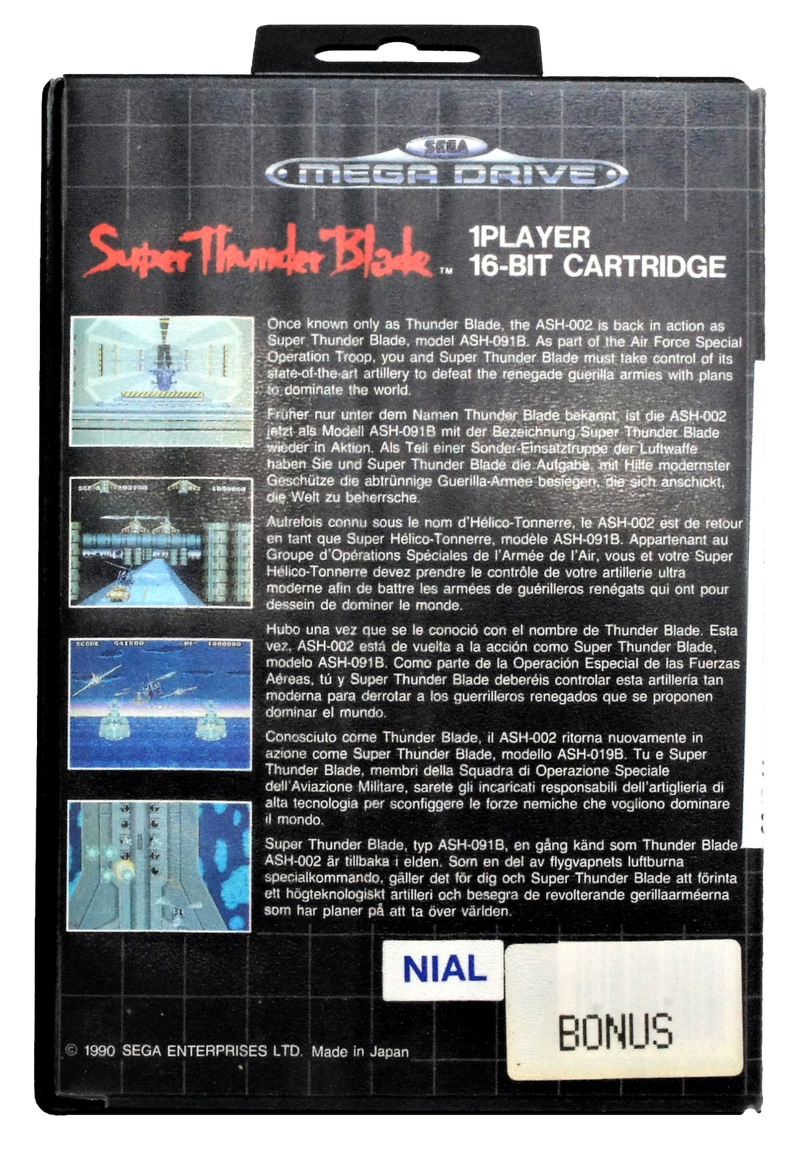 SEGA
MEGA DRIVE
Super Thunder Blade ™
1PLAYER
16-BIT CARTRIDGE
Once known only as Thunder Blade, the ASH-002 is back in action as
Super Thunder Blade, model ASH-091B. As part of the Air Force Special
Operation Troop, you and Super Thunder Blade must take control of its
state-of-the-art artillery to defeat the renegade guerilla armies with plans
to dominate the world.
Früher nur unter dem Namen Thunder Blade bekannt, ist die ASH-002
jetzt als Modell ASH-091B mit der Bezeichnung Super Thunder Blade
wieder in Aktion. Als Teil einer Sonder-Einsatztruppe der Luftwaffe
haben Sie und Super Thunder Blade die Aufgabe, mit Hilfe modernster
Geschütze die abtrünnige Guerilla-Armee besiegen, die sich anschickt,
die Welt zu beherrsche.
Autrefois connu sous le nom d'Hélico-Tonnerre, le ASH-002 est de retour
en tant que Super Hélico-Tonnerre, modèle ASH-091B. Appartenant au
Groupe d'Opérations Spéciales de l'Armée de l'Air, vous et votre Super
Hélico-Tonnerre devez prendre le contrôle de votre artillerie ultra
moderne afin de battre les armées de guérilleros renégats qui ont pour
dessein de dominer le monde.
Hubo una vez que se le conoció con el nombre de Thunder Blade. Esta
vez, ASH-002 está de vuelta a la acción como Super Thunder Blade,
modelo ASH-091B. Como parte de la Operación Especial de las Fuerzas
Aéreas, tú y Super Thunder Blade deberéis controlar esta artillería tan
moderna para derrotar a los guerrilleros renegados que se proponen
dominar el mundo.
Conosciuto come Thunder Blade, il ASH-002 ritorna nuovamente in
azione come Super Thunder Blade, modello ASH-019B. Tu e Super
Thunder Blade, membri della Squadra di Operazione Speciale
dell'Aviazione Militare, sarete gli incaricati responsabili dell'artiglieria di
alta tecnologia per sconfiggere le forze nemiche che vogliono dominare
il mondo.
Super Thunder Blade, typ ASH-091B, en gång känd som Thunder Blade
ASH-002 är tillbaka i elden. Som en del av flygvapnets luftburna
specialkommando, gäller det för dig och Super Thunder Blade att förinta
ett högteknologiskt artilleri och besegra de revolterande gerillaarméerna
som har planer på att ta över världen.
SCORE 541500 HI- 1000000
NIAL
BONUS
© 1990 SEGA ENTERPRISES LTD. Made in Japan